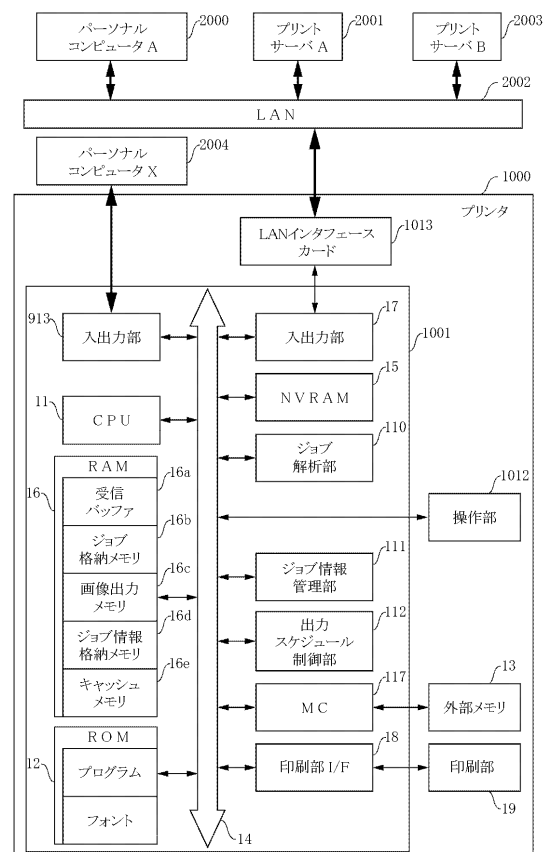 パーソナル
コンピュータ A
2000
プリント
サーバ A
2001
プリント
サーバ B
2003
2002
LAN
パーソナル
コンピュータ X
2004
1000
プリンタ
LANインタフェース
カード
1013
1001
913
入出力部
17
入出力部
15
NVRAM
11
CPU
110
ジョブ
解析部
RAM
16
16a
受信
バッファ
16b
ジョブ
格納メモリ
16c
画像出力
メモリ
16d
ジョブ情報
格納メモリ
16e
キャッシュ
メモリ
1012
操作部
111
ジョブ情報
管理部
112
出力
スケジュール
制御部
117
MC
13
外部メモリ
ROM
12
プログラム
フォント
18
印刷部 I/F
印刷部
19
14